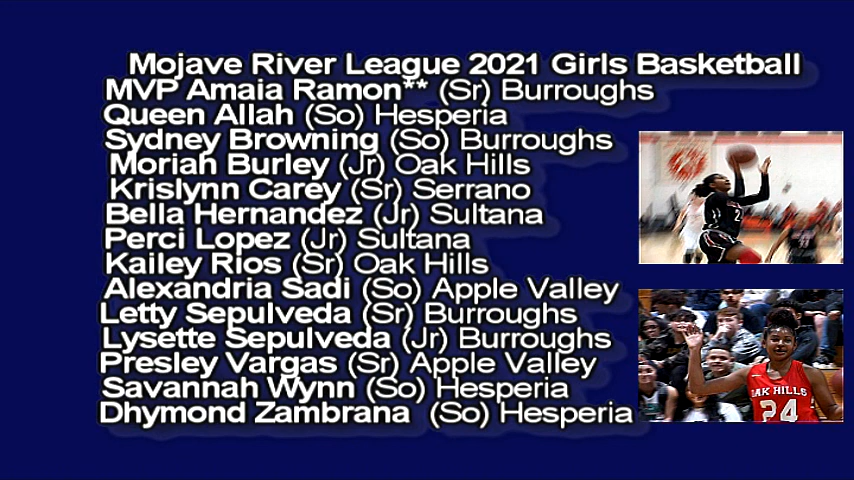 Mojave River League 2021 Girls Basketball
MVP Amaia Ramon** (Sr) Burroughs
Queen Allah (So) Hesperia
Sydney Browning (So) Burroughs
Moriah Burley (Jr) Oak Hills
Krislynn Carey (Sr) Serrano
Bella Hernandez (Jr) Sultana
Perci Lopez (Jr) Sultana
Kailey Rios (Sr) Oak Hills
Alexandria Sadi (So) Apple Valley
Letty Sepulveda (Sr) Burroughs
Lysette Sepulveda (Jr) Burroughs
Presley Vargas (Sr) Apple Valley
Savannah Wynn (So) Hesperia
Dhymond Zambrana (So) Hesperia
2
OAK HILLS
24